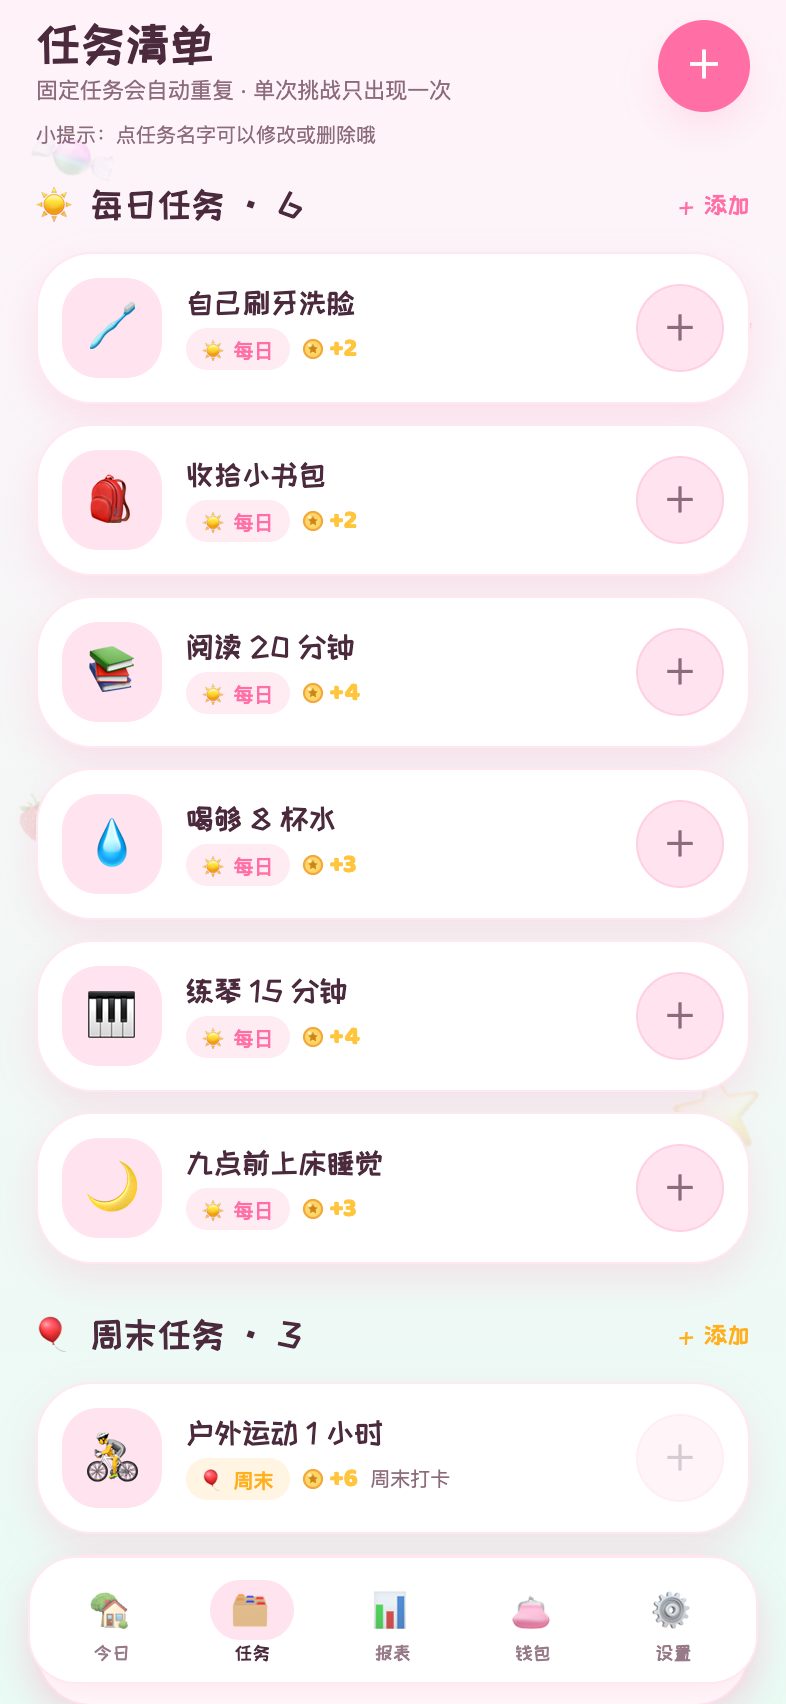 任务清单
固定任务会自动重复 · 单次挑战只出现一次
小提示：点任务名字可以修改或删除哦
每日任务 · 6
+ 添加
自己刷牙洗脸
每日 +2
收拾小书包
每日 +2
阅读 20 分钟
每日 +4
喝够 8 杯水
每日 +3
练琴 15 分钟
每日 +4
九点前上床睡觉
每日 +3
周末任务 · 3
+ 添加
户外运动 1 小时
周末 +6 周末打卡
今日 任务 报表 钱包 设置